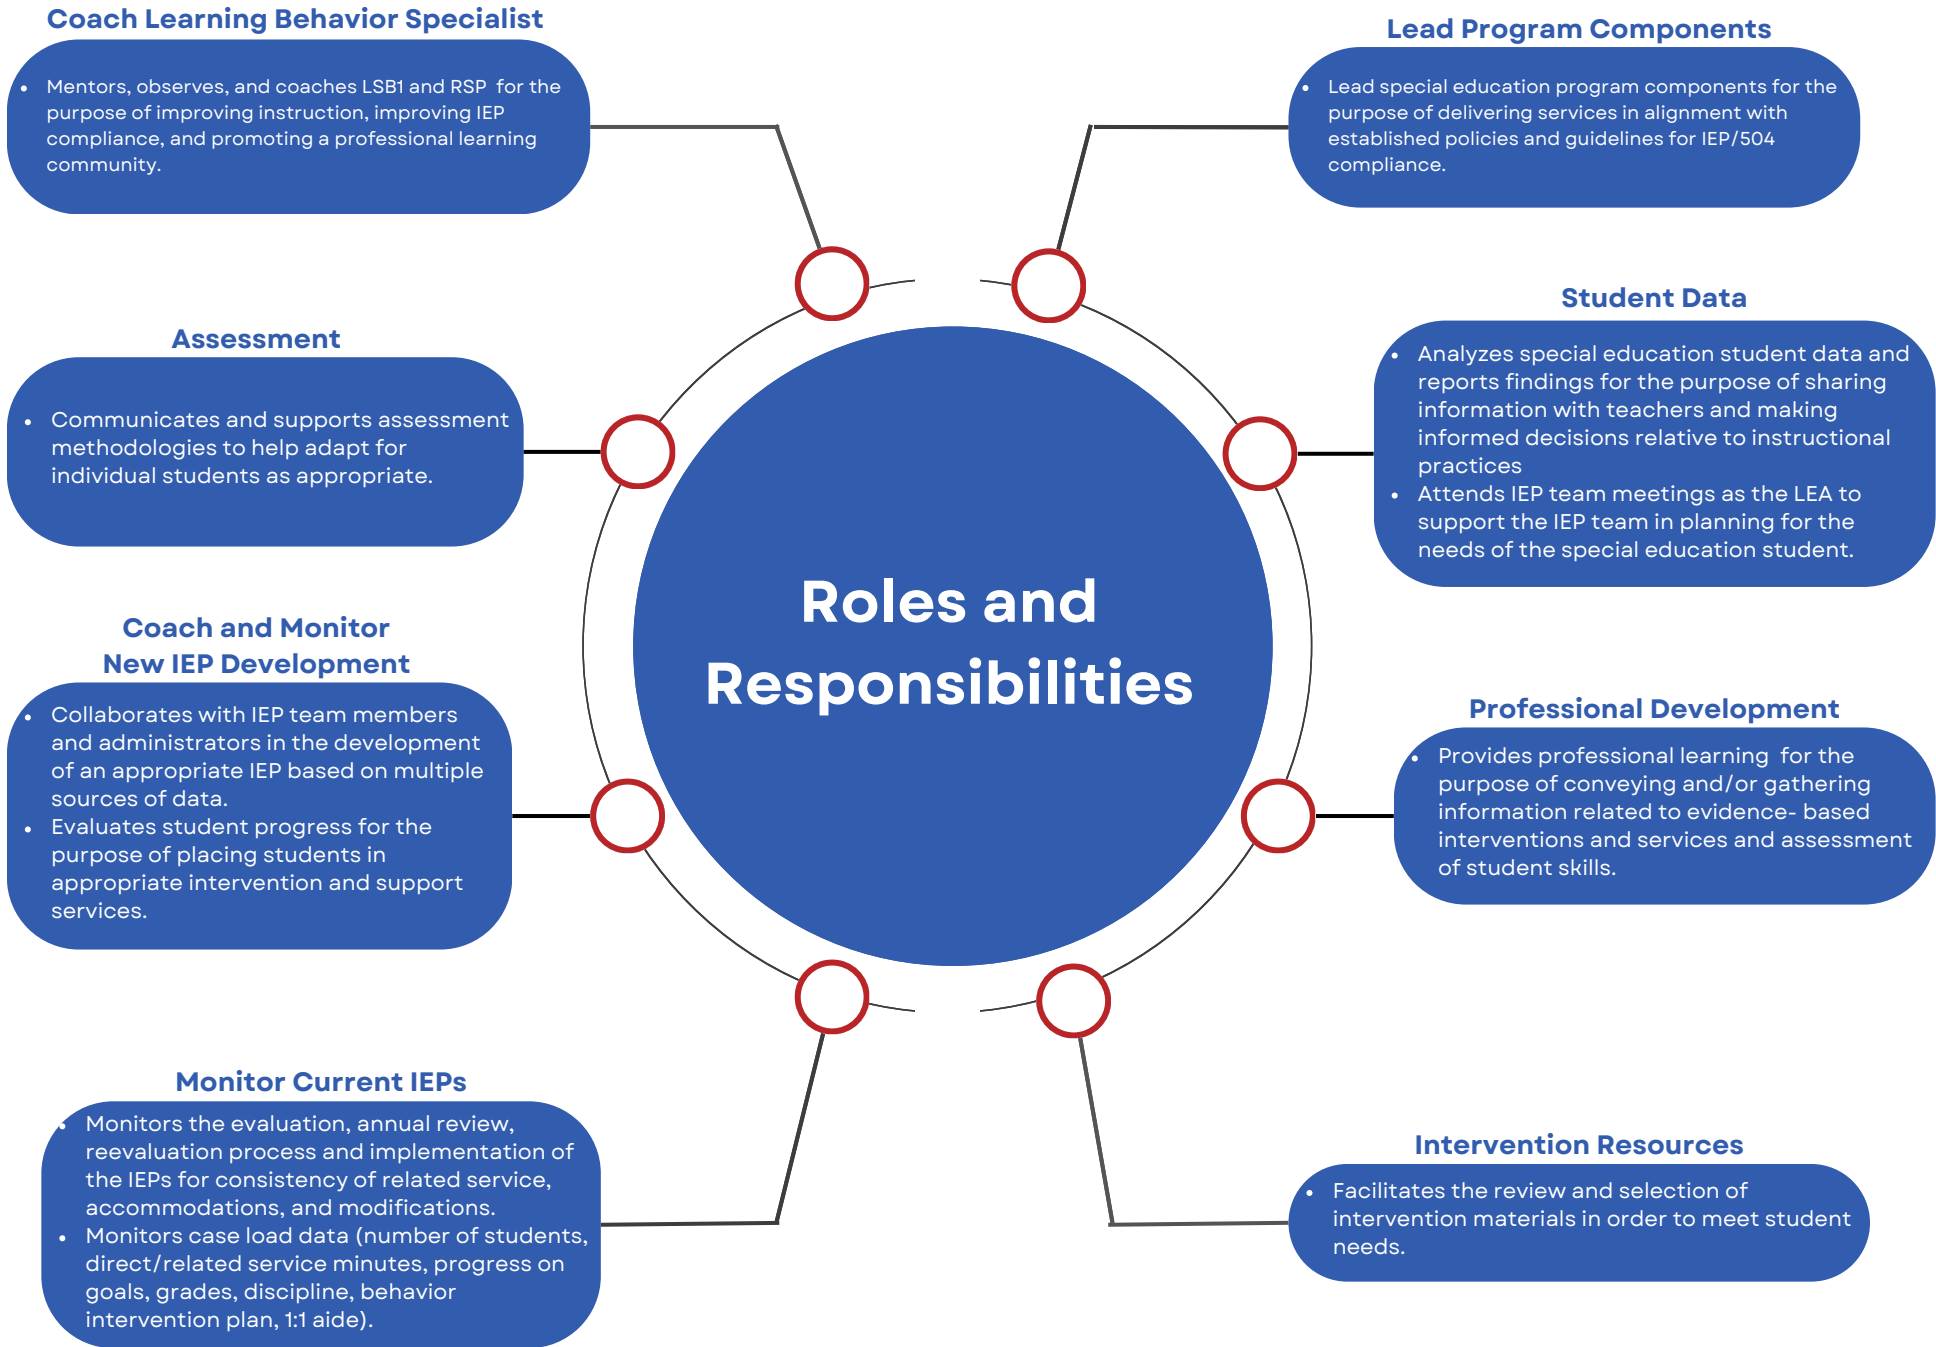 Coach Learning Behavior Specialist
• Mentors, observes, and coaches LSB1 and RSP for the
purpose of improving instruction, improving IEP
compliance, and promoting a professional learning
community.
Assessment
• Communicates and supports assessment
methodologies to help adapt for
individual students as appropriate.
Coach and Monitor
New IEP Development
• Collaborates with IEP team members
and administrators in the development
of an appropriate IEP based on multiple
sources of data.
• Evaluates student progress for the
purpose of placing students in
appropriate intervention and support
services.
Monitor Current IEPs
• Monitors the evaluation, annual review,
reevaluation process and implementation of
the IEPs for consistency of related service,
accommodations, and modifications.
• Monitors case load data (number of students,
direct/related service minutes, progress on
goals, grades, discipline, behavior
intervention plan, 1:1 aide).
Roles and
Responsibilities
Lead Program Components
• Lead special education program components for the
purpose of delivering services in alignment with
established policies and guidelines for IEP/504
compliance.
Student Data
• Analyzes special education student data and
reports findings for the purpose of sharing
information with teachers and making
informed decisions relative to instructional
practices
• Attends IEP team meetings as the LEA to
support the IEP team in planning for the
needs of the special education student.
Professional Development
• Provides professional learning for the
purpose of conveying and/or gathering
information related to evidence- based
interventions and services and assessment
of student skills.
Intervention Resources
• Facilitates the review and selection of
intervention materials in order to meet student
needs.